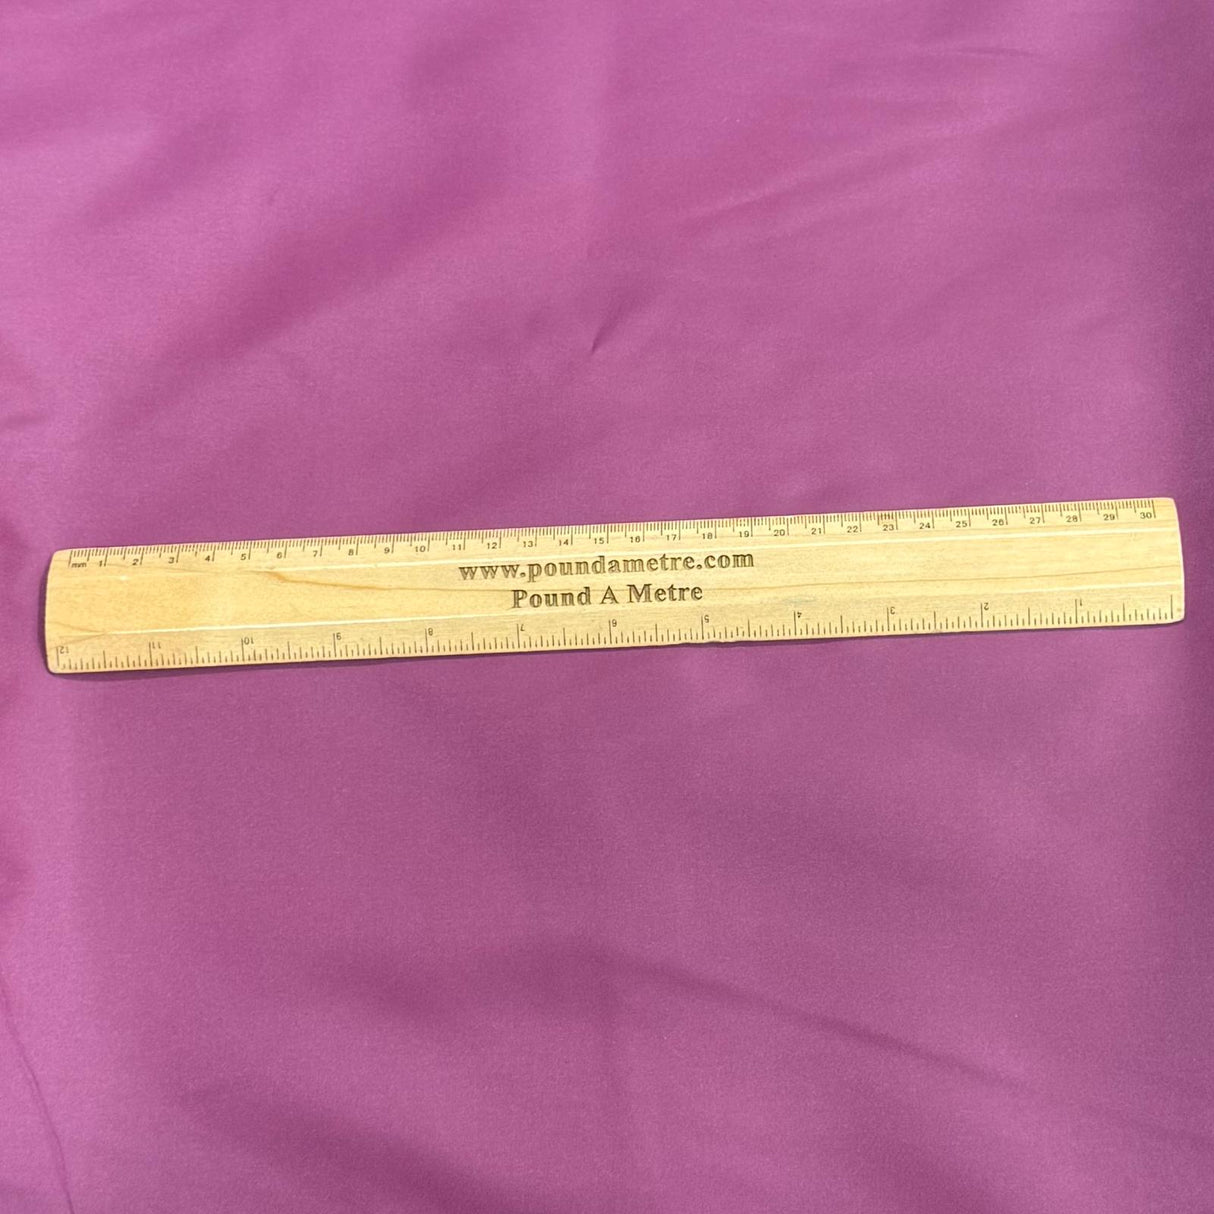 mm 1 2 3 4 5 6 7 8 9 10 11 12 13 14 15 16 17 18 19 20 21 22 23 24 25 26 27 28 29 30
www.poundametre.com
Pound A Metre
12 11 10 9 8 7 6 5 4 3 2 1